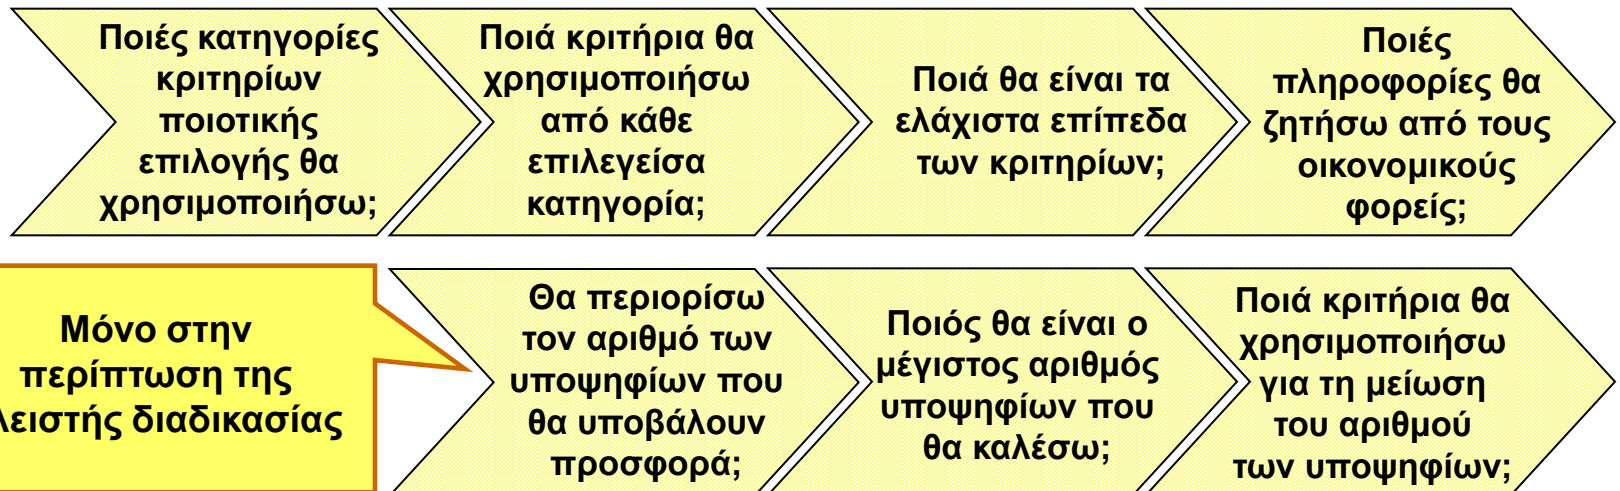 Ποιές κατηγορίες
κριτηρίων
ποιοτικής
επιλογής θα
χρησιμοποιήσω;
Ποιά κριτήρια θα
χρησιμοποιήσω
από κάθε
επιλεγείσα
κατηγορία;
Ποιά θα είναι τα
ελάχιστα επίπεδα
των κριτηρίων;
Ποιές
πληροφορίες θα
ζητήσω από τους
οικονομικούς
φορείς;
Μόνο στην
περίπτωση της
λειστής διαδικασίας
Θα περιορίσω
τον αριθμό των
υποψηφίων που
θα υποβάλουν
προσφορά;
Ποιός θα είναι ο
μέγιστος αριθμός
υποψηφίων που
θα καλέσω;
Ποιά κριτήρια θα
χρησιμοποιήσω
για τη μείωση
του αριθμού
των υποψηφίων;